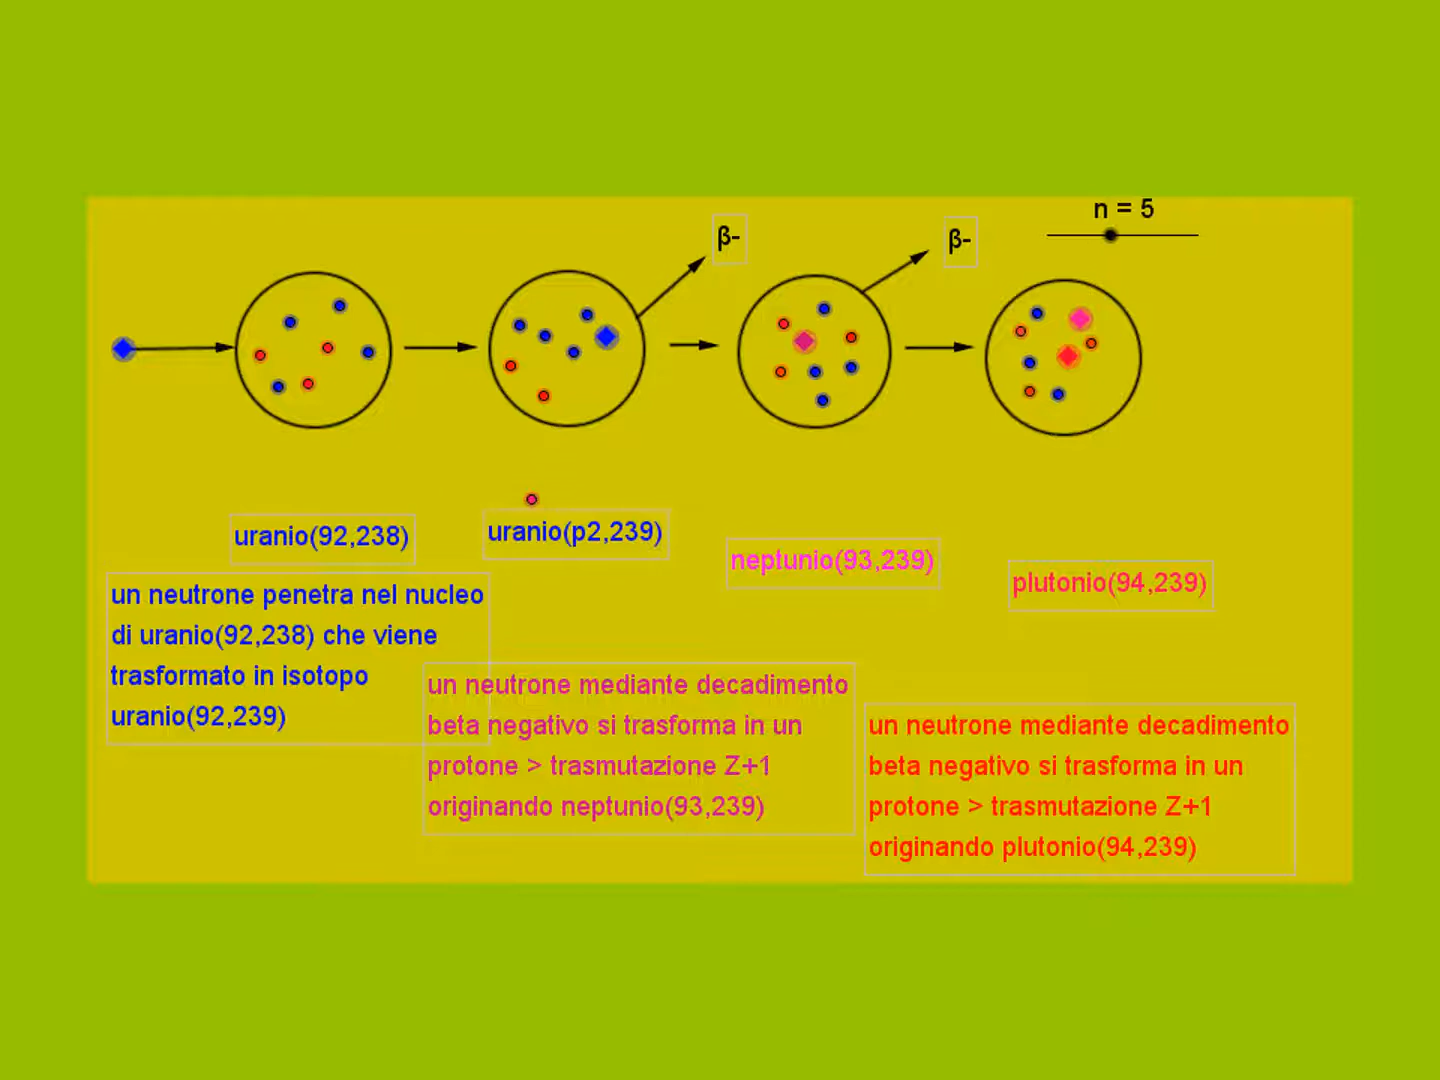 n = 5
β-
β-
uranio(92,238)
uranio(p2,239)
neptunio(93,239)
plutonio(94,239)
un neutrone penetra nel nucleo
di uranio(92,238) che viene
trasformato in isotopo
uranio(92,239)
un neutrone mediante decadimento
beta negativo si trasforma in un
protone > trasmutazione Z+1
originando neptunio(93,239)
un neutrone mediante decadimento
beta negativo si trasforma in un
protone > trasmutazione Z+1
originando plutonio(94,239)